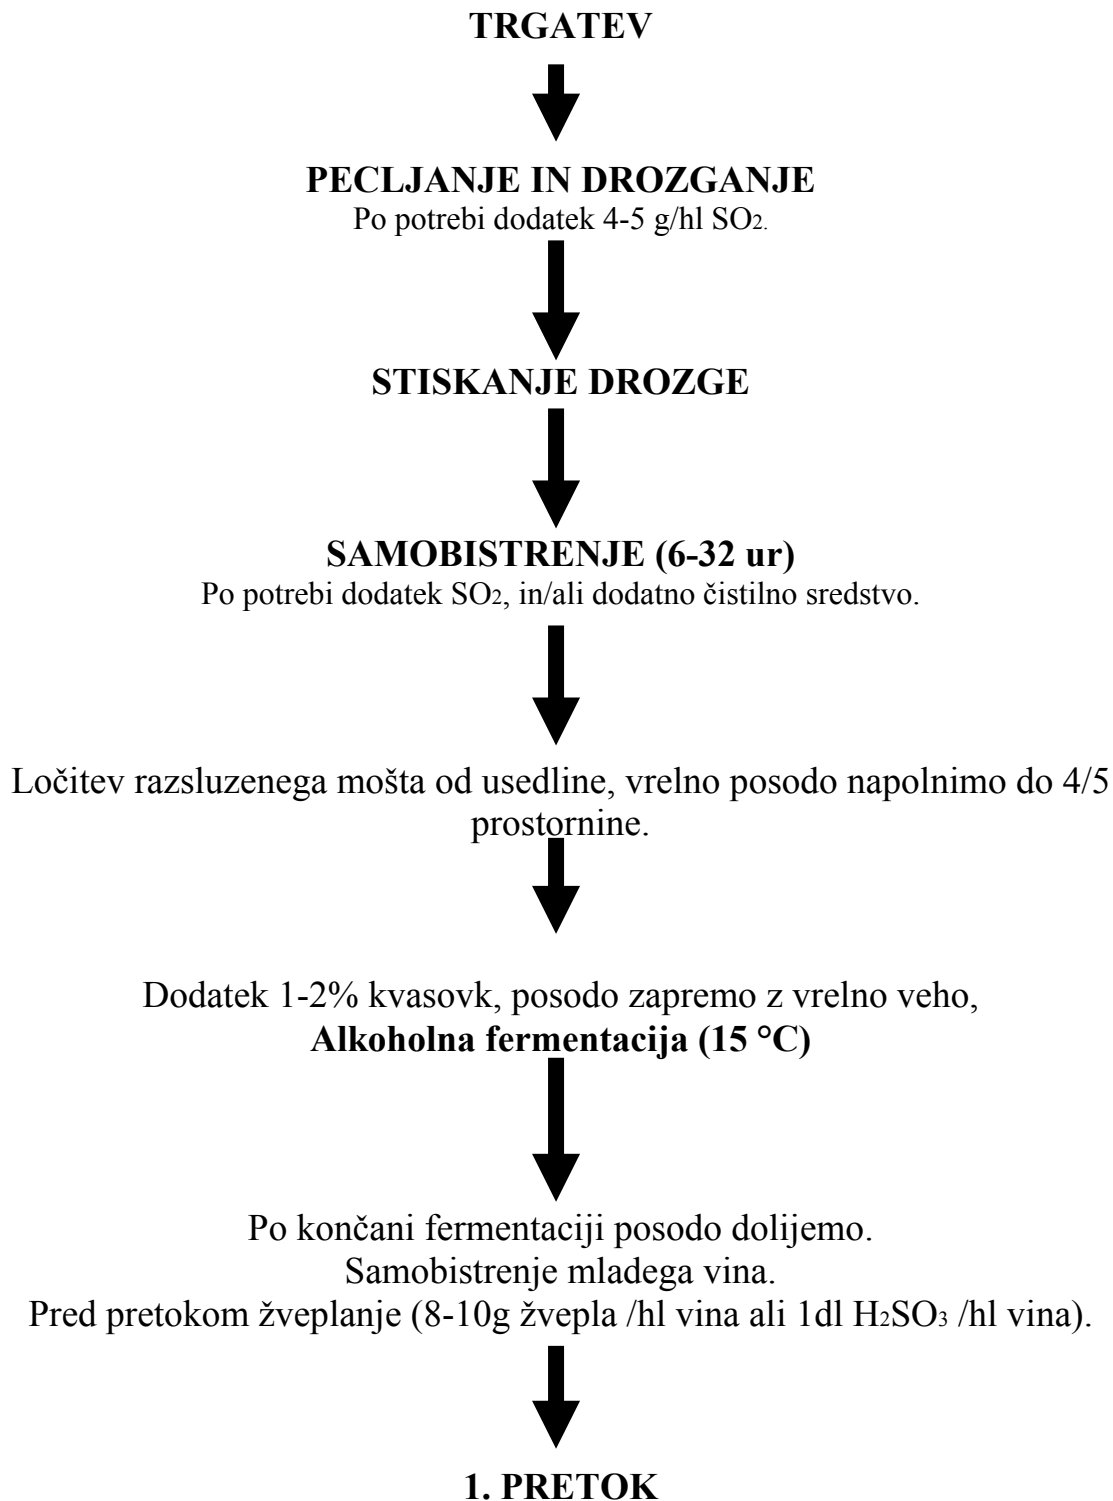 TRGATEV
PECLJANJE IN DROZGANJE
Po potrebi dodatek 4-5 g/hl SO2.
STISKANJE DROZGE
SAMOBISTRENJE (6-32 ur)
Po potrebi dodatek SO2, in/ali dodatno čistilno sredstvo.
Ločitev razsluzenega mošta od usedline, vrelno posodo napolnimo do 4/5
prostornine.
Dodatek 1-2% kvasovk, posodo zapremo z vrelno veho,
Alkoholna fermentacija (15 °C)
Po končani fermentaciji posodo dolijemo.
Samobistrenje mladega vina.
Pred pretokom žveplanje (8-10g žvepla /hl vina ali 1dl H2SO3 /hl vina).
1. PRETOK